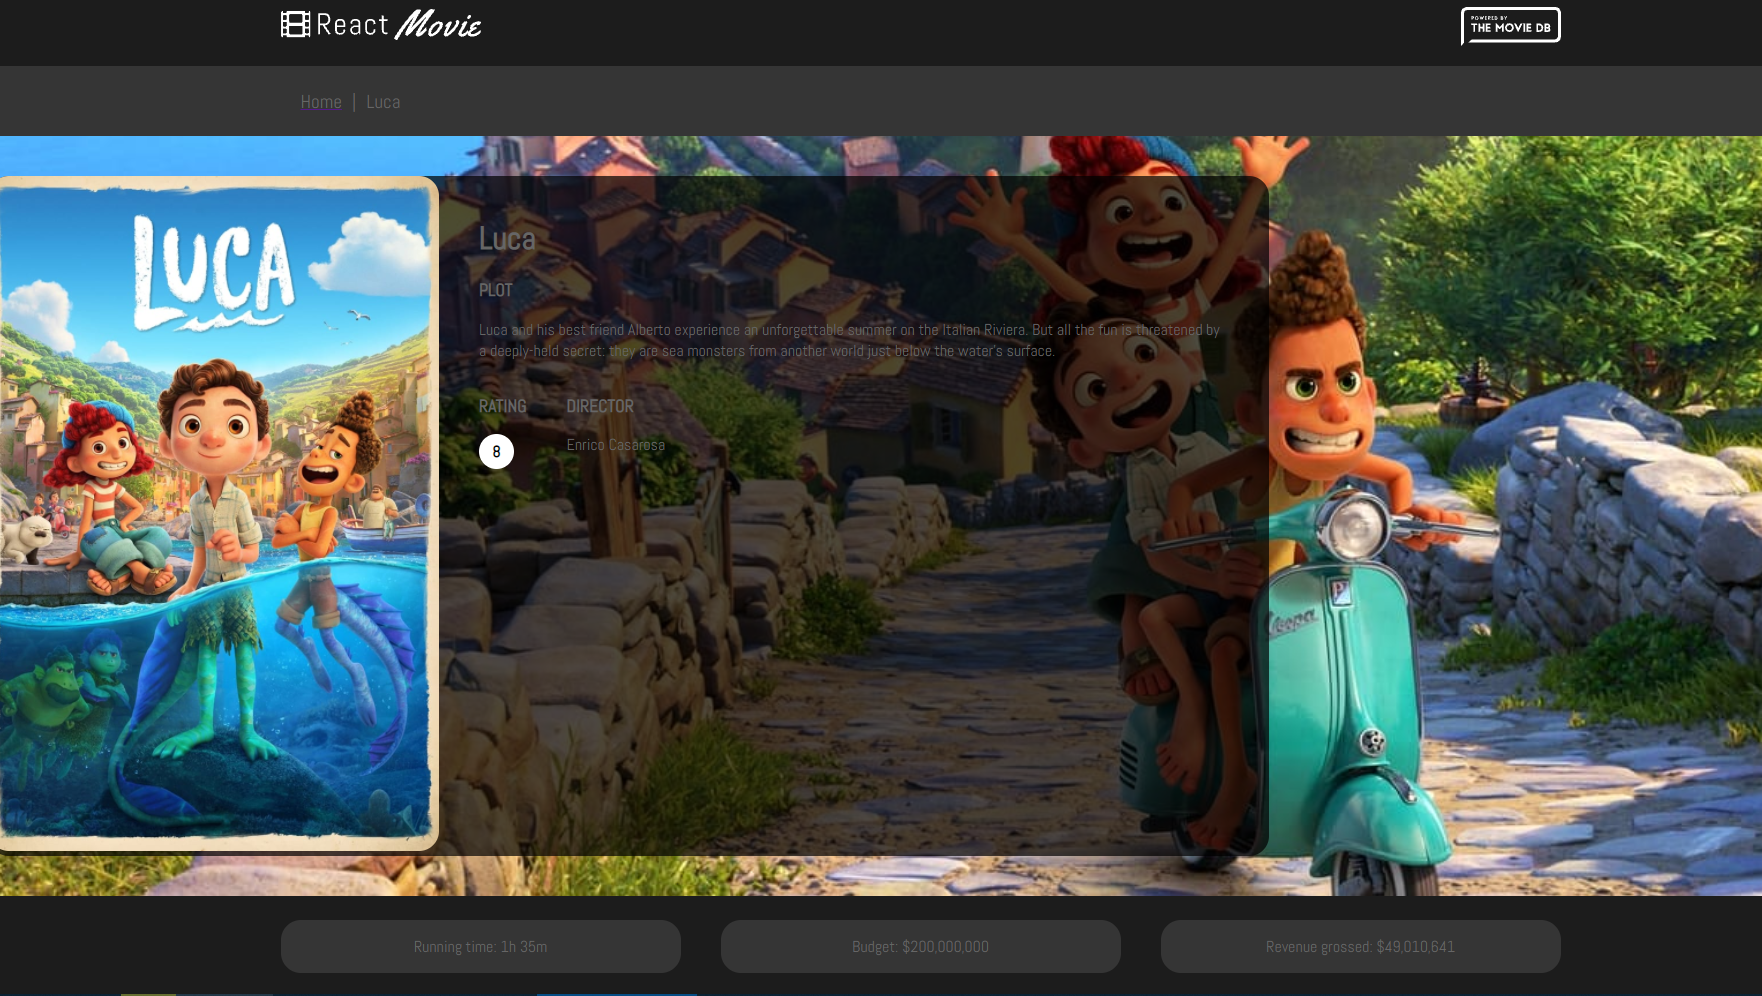 React Movie
POWERED BY
THE MOVIE DB
Home | Luca
LUCA
Luca
PLOT
Luca and his best friend Alberto experience an unforgettable summer on the Italian Riviera. But all the fun is threatened by
a deeply-held secret: they are sea monsters from another world just below the water's surface.
RATING DIRECTOR
8 Enrico Casarosa
Vespa
Running time: 1h 35m
Budget: $200,000,000
Revenue grossed: $49,010,641